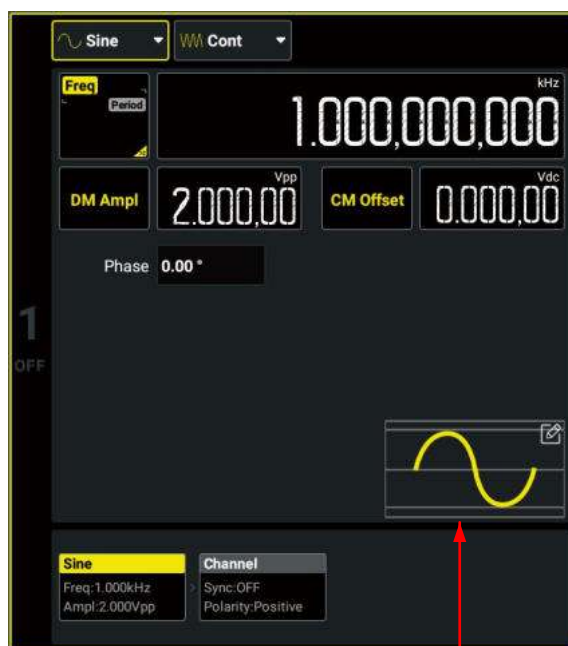 Sine Cont
Freq
Period
kHz
1.000,000,000
DM Ampl
Vpp
2.000,00
CM Offset
Vdc
0.000,00
Phase 0.00 °
1
OFF
Sine
Freq:1.000kHz
Ampl:2.000Vpp
Channel
Sync:OFF
Polarity:Positive